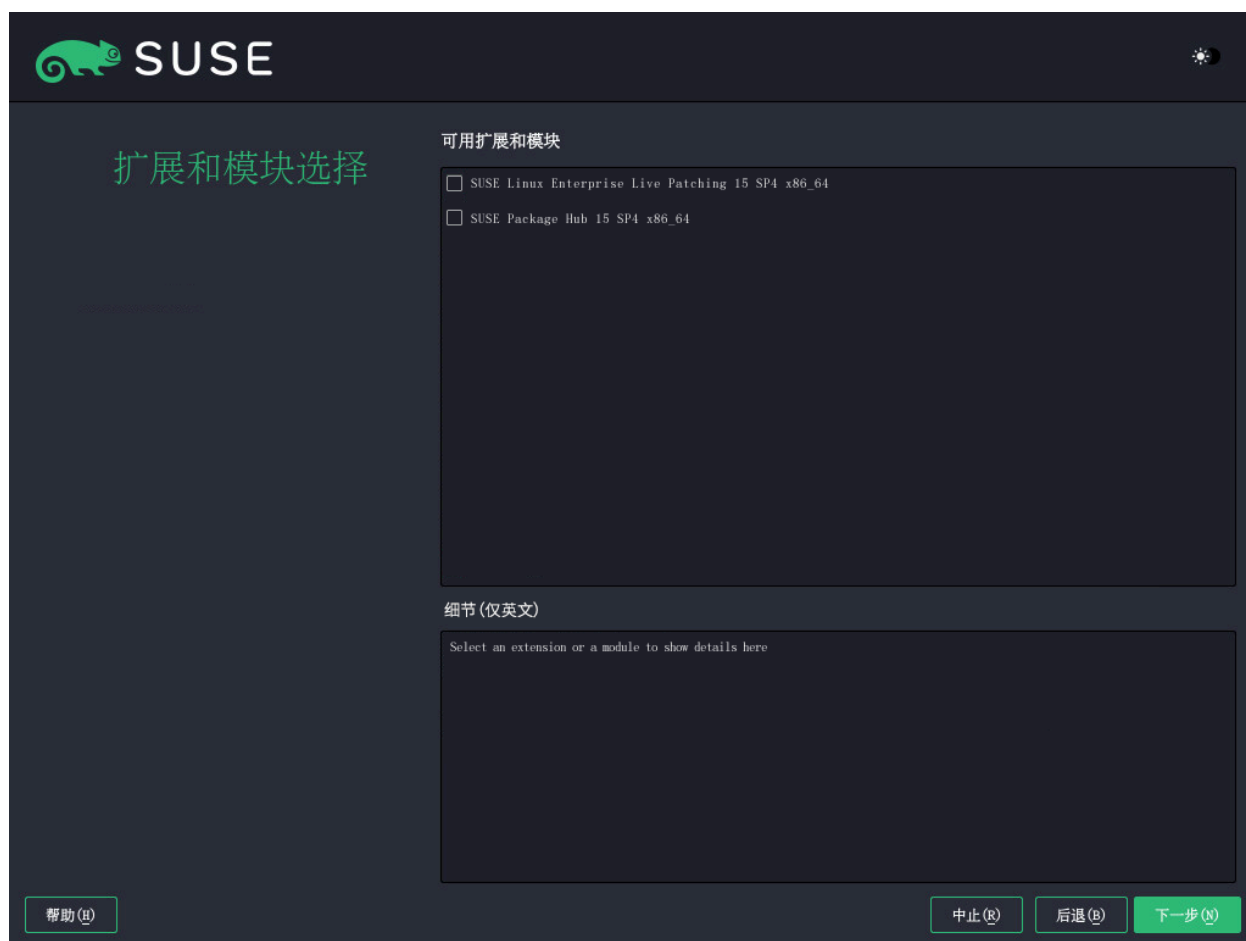 SUSE
扩展和模块选择
可用扩展和模块
SUSE Linux Enterprise Live Patching 15 SP4 x86_64
SUSE Package Hub 15 SP4 x86_64
细节(仅英文)
Select an extension or a module to show details here
帮助(H)
中止(R)
后退(B)
下一步(N)